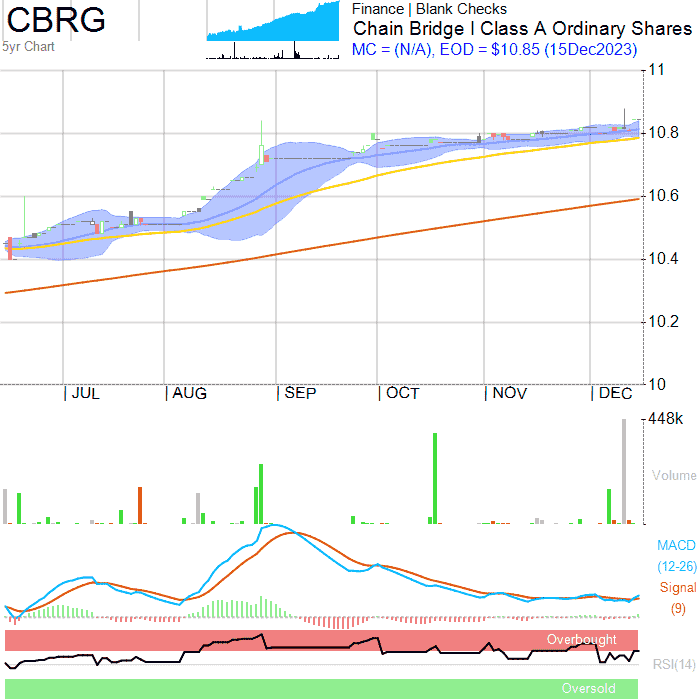 CBRG
5yr Chart
Finance | Blank Checks
Chain Bridge I Class A Ordinary Shares
MC = (N/A), EOD = $10.85 (15Dec2023)
11
10.8
10.6
10.4
10.2
10
JUL AUG SEP OCT NOV DEC
448k
Volume
MACD
(12-26)
Signal
(9)
Overbought
RSI(14)
Oversold